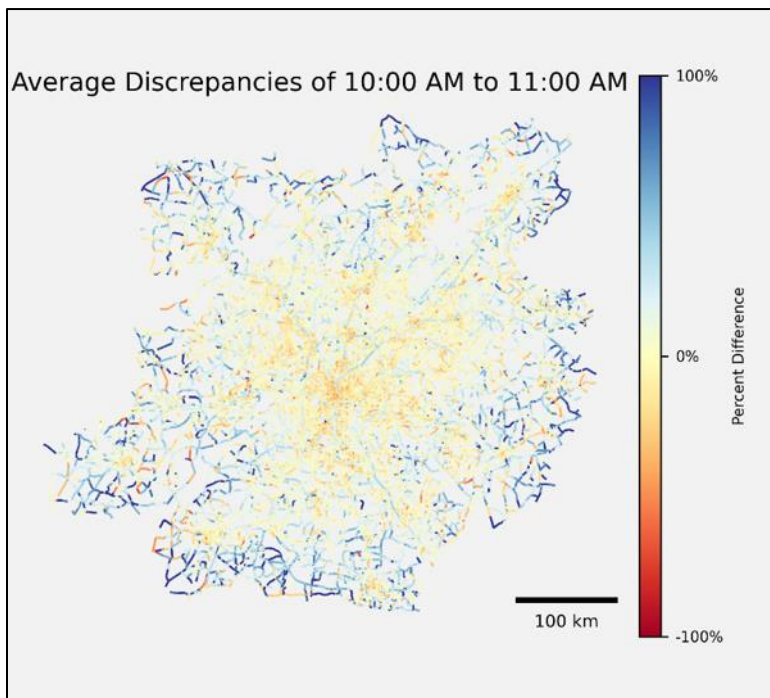 Average Discrepancies of 10:00 AM to 11:00 AM
100%
0%
-100%
Percent Difference
100 km